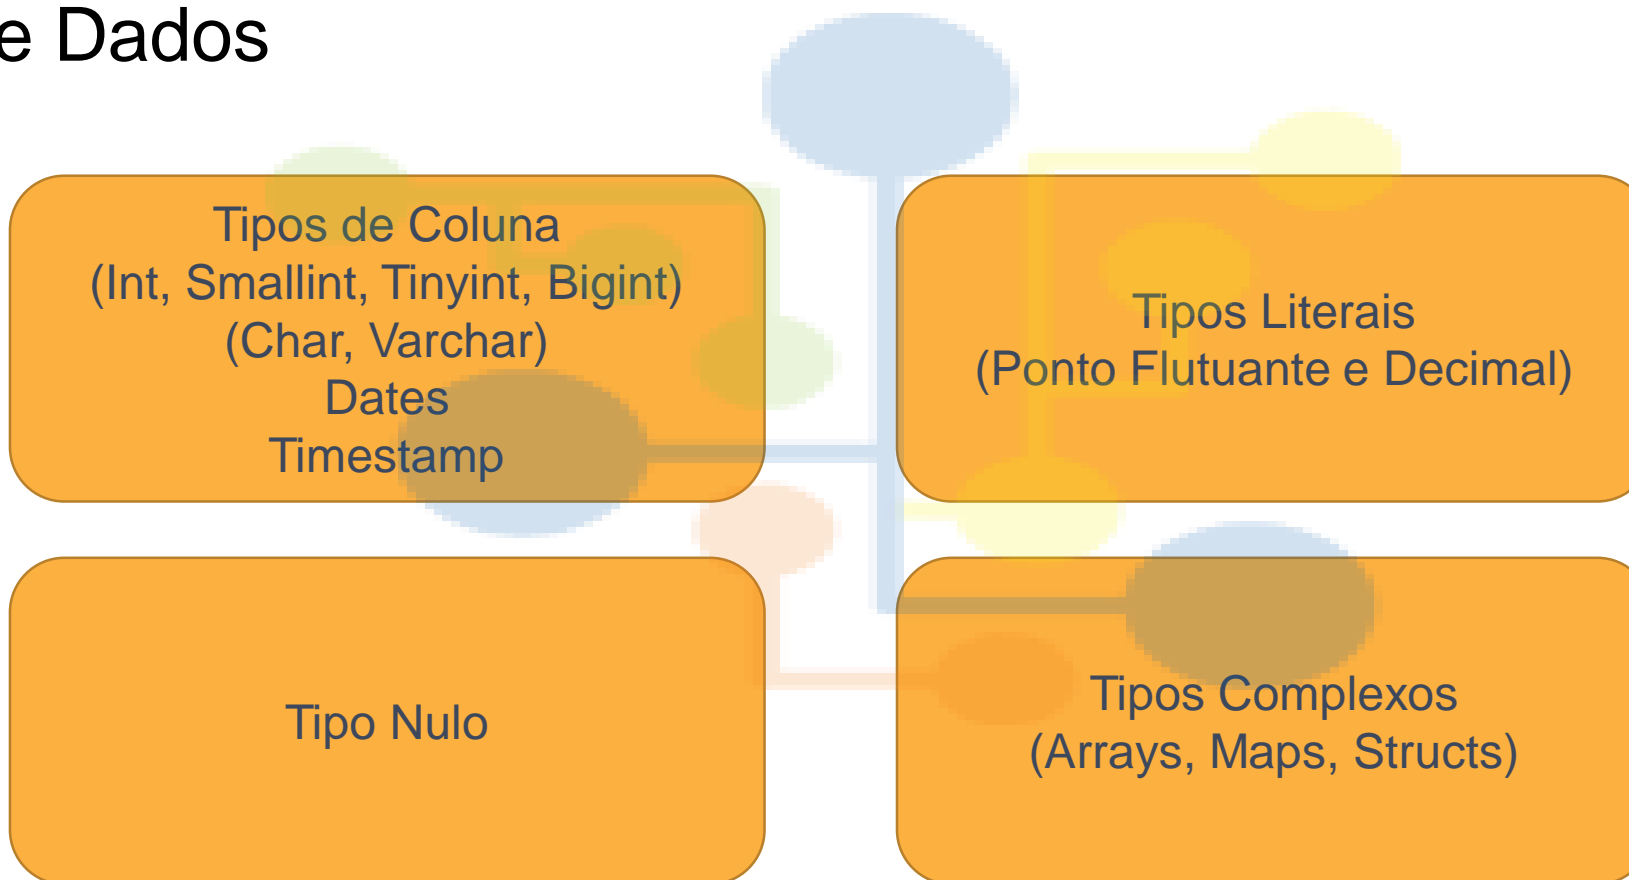 e Dados
Tipos de Coluna
(Int, Smallint, Tinyint, Bigint)
(Char, Varchar)
Dates
Timestamp
Tipos Literais
(Ponto Flutuante e Decimal)
Tipo Nulo
Tipos Complexos
(Arrays, Maps, Structs)